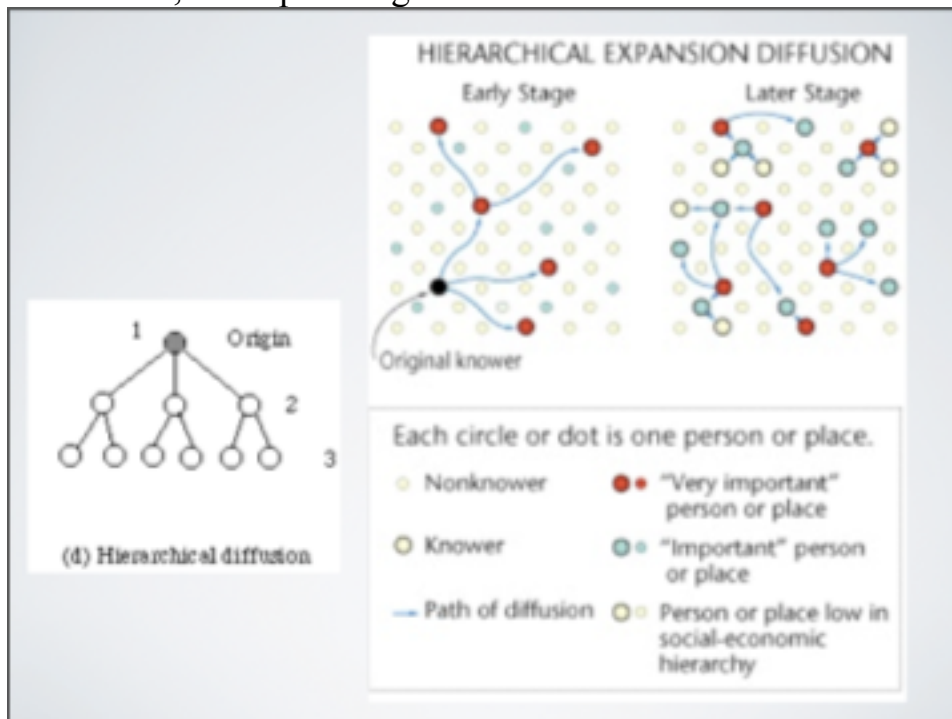 HIERARCHICAL EXPANSION DIFFUSION
Early Stage
Later Stage
Original knower
1
Origin
2
3
(d) Hierarchical diffusion
Each circle or dot is one person or place.
Nonknower
Knower
Path of diffusion
"Very important"
person or place
"Important" person
or place
Person or place low in
social-economic
hierarchy